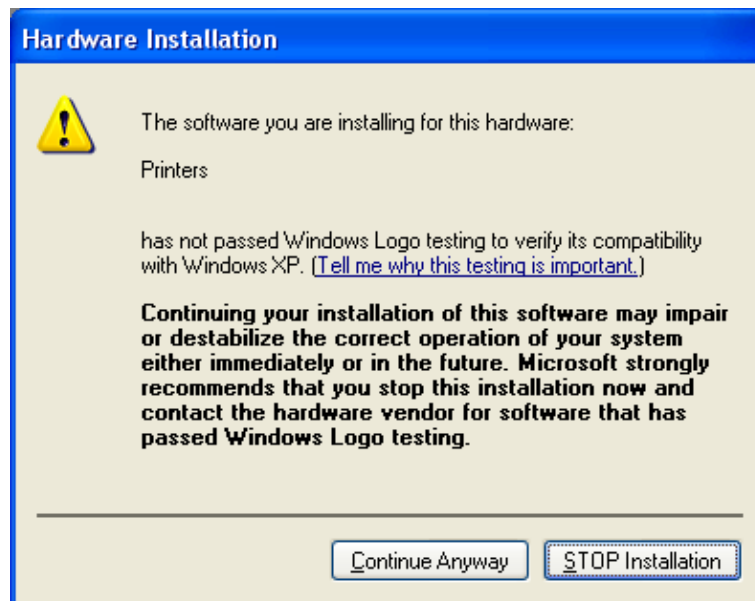 Hardware Installation
The software you are installing for this hardware:
Printers
has not passed Windows Logo testing to verify its compatibility
with Windows XP. (Tell me why this testing is important.)
Continuing your installation of this software may impair
or destabilize the correct operation of your system
either immediately or in the future. Microsoft strongly
recommends that you stop this installation now and
contact the hardware vendor for software that has
passed Windows Logo testing.
Continue Anyway STOP Installation